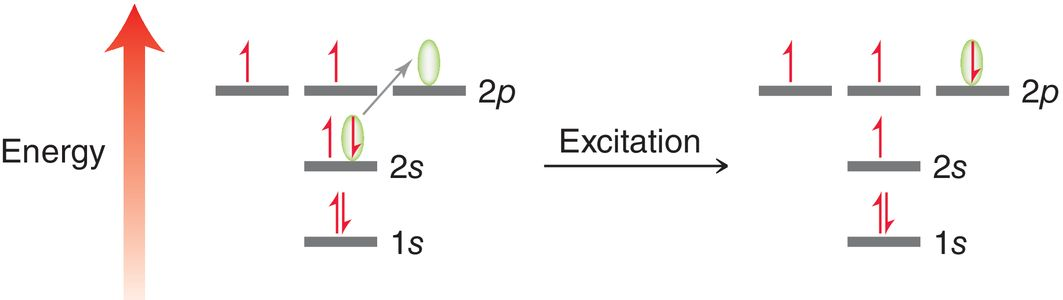 Energy
2p
2s
1s
Excitation
2p
2s
1s